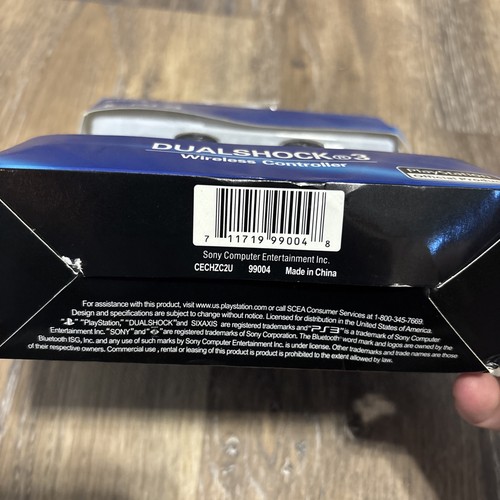 DUALSHOCK®3
Wireless Controller
PlayStation
7 11719 99004 8
Sony Computer Entertainment Inc.
CECHZC2U 99004 Made in China
For assistance with this product, visit www.us.playstation.com or call SCEA Consumer Services at 1-800-345-7669.
Design and specifications are subject to change without notice. Licensed for distribution in the United States of America.
"PlayStation," "DUALSHOCK" and SIXAXIS are registered trademarks and "PS3" is a trademark of Sony Computer
Entertainment Inc. "SONY" and are registered trademarks of Sony Corporation. The Bluetooth® word mark and logos are owned by the
Bluetooth ISG, Inc. and any use of such marks by Sony Computer Entertainment Inc. is under license. Other trademarks and trade names are those
of their respective owners. Commercial use, rental or leasing of this product is prohibited to the extent allowed by law.